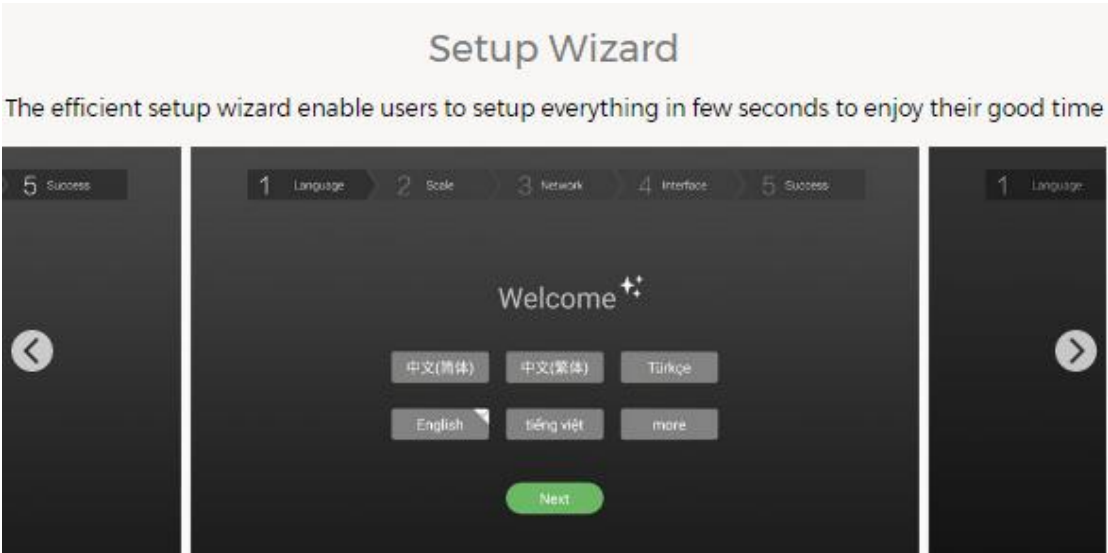 Setup Wizard
The efficient setup wizard enable users to setup everything in few seconds to enjoy their good time
5 Success
1 Language 2 Scale 3 Network 4 Interface 5 Success
1 Language
Welcome
中文(简体) 中文(繁体) Türkçe
English tiếng việt more
Next